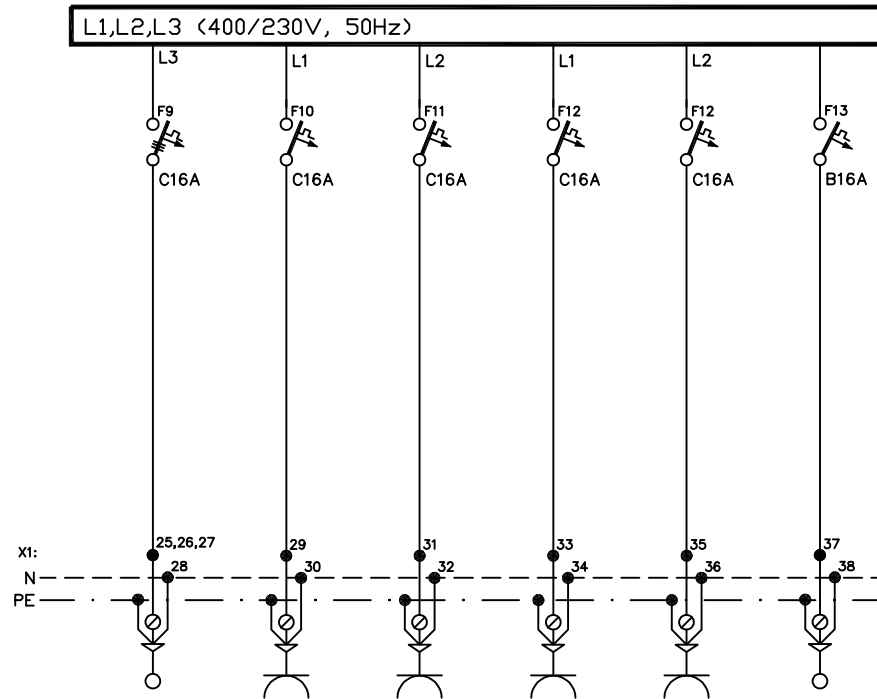 L1,L2,L3 (400/230V, 50Hz)
L3 L1 L2 L1 L2
F9 F10 F11 F12 F12 F13
C16A C16A C16A C16A C16A B16A
X1: 25,26,27 29 31 33 35 37
N 28 30 32 34 36 38
PE